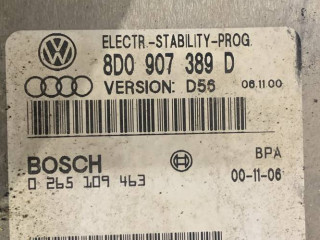 ELECTR.-STABILITY-PROG.
8D0 907 389 D
VERSION: D56 06.11.00
BOSCH BPA
0 265 109 463 00-11-06